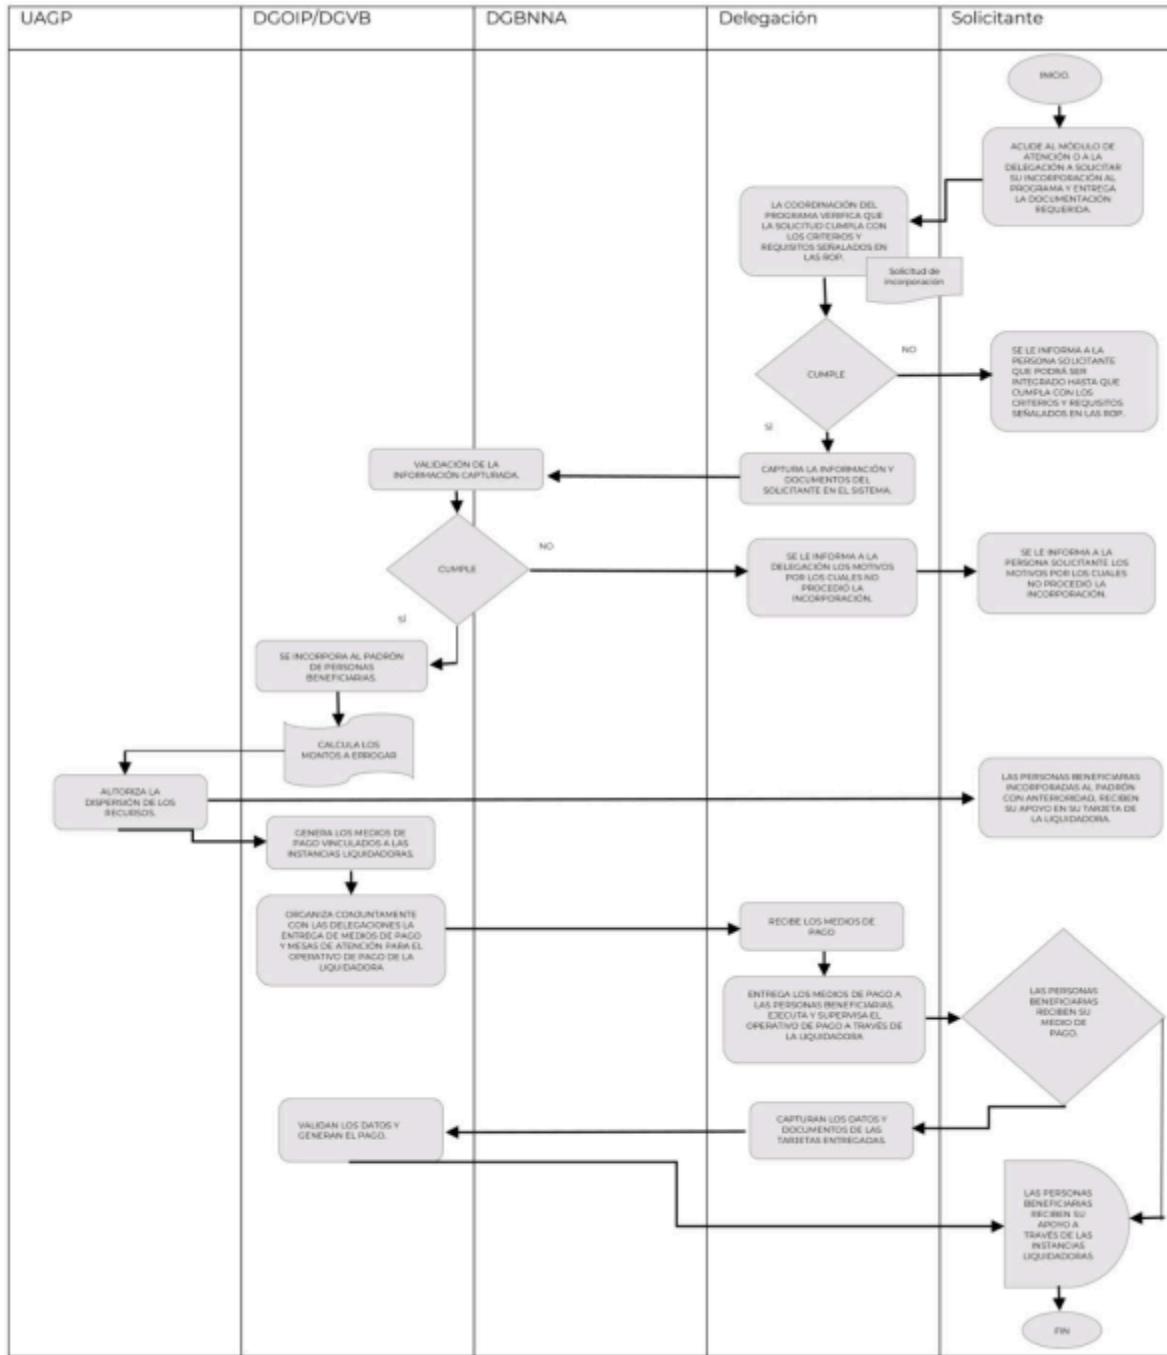 UAGP
DGOIP/DGVB
DGBNNA
Delegación
Solicitante
INICIO.
ACUDE AL MÓDULO DE
ATENCIÓN O A LA
DELEGACIÓN A SOLICITAR
SU INCORPORACIÓN AL
PROGRAMA Y ENTREGA
LA DOCUMENTACIÓN
REQUERIDA.
LA COORDINACIÓN DEL
PROGRAMA VERIFICA QUE
LA SOLICITUD CUMPLA CON
LOS CRITERIOS Y
REQUISITOS SEÑALADOS EN
LAS ROP.
Solicitud de
incorporación
CUMPLE
NO
SE LE INFORMA A LA
PERSONA SOLICITANTE
QUE PODRÁ SER
INTEGRADO HASTA QUE
CUMPLA CON LOS
CRITERIOS Y REQUISITOS
SEÑALADOS EN LAS ROP.
SÍ
CAPTURA LA INFORMACIÓN Y
DOCUMENTOS DEL
SOLICITANTE EN EL SISTEMA.
VALIDACIÓN DE LA
INFORMACIÓN CAPTURADA.
CUMPLE
NO
SE LE INFORMA A LA
DELEGACIÓN LOS MOTIVOS
POR LOS CUALES NO
PROCEDIÓ LA
INCORPORACIÓN.
SE LE INFORMA A LA
PERSONA SOLICITANTE LOS
MOTIVOS POR LOS CUALES
NO PROCEDIÓ LA
INCORPORACIÓN.
SÍ
SE INCORPORA AL PADRÓN
DE PERSONAS
BENEFICIARIAS.
CALCULA LOS
MONTOS A ERROGAR
AUTORIZA LA
DISPERSIÓN DE LOS
RECURSOS.
LAS PERSONAS BENEFICIARIAS
INCORPORADAS AL PADRÓN
CON ANTERIORIDAD, RECIBEN
SU APOYO EN SU TARJETA DE
LA LIQUIDADORA.
GENERA LOS MEDIOS DE
PAGO VINCULADOS A LAS
INSTANCIAS LIQUIDADORAS.
ORGANIZA CONJUNTAMENTE
CON LAS DELEGACIONES LA
ENTREGA DE MEDIOS DE PAGO
Y MESAS DE ATENCIÓN PARA EL
OPERATIVO DE PAGO DE LA
LIQUIDADORA
RECIBE LOS MEDIOS DE
PAGO
ENTREGA LOS MEDIOS DE PAGO A
LAS PERSONAS BENEFICIARIAS.
EJECUTA Y SUPERVISA EL
OPERATIVO DE PAGO A TRAVÉS DE
LA LIQUIDADORA
LAS PERSONAS
BENEFICIARIAS
RECIBEN SU
MEDIO DE
PAGO.
CAPTURAN LOS DATOS Y
DOCUMENTOS DE LAS
TARJETAS ENTREGADAS.
VALIDAN LOS DATOS Y
GENERAN EL PAGO.
LAS PERSONAS
BENEFICIARIAS
RECIBEN SU
APOYO A
TRAVÉS DE LAS
INSTANCIAS
LIQUIDADORAS
FIN